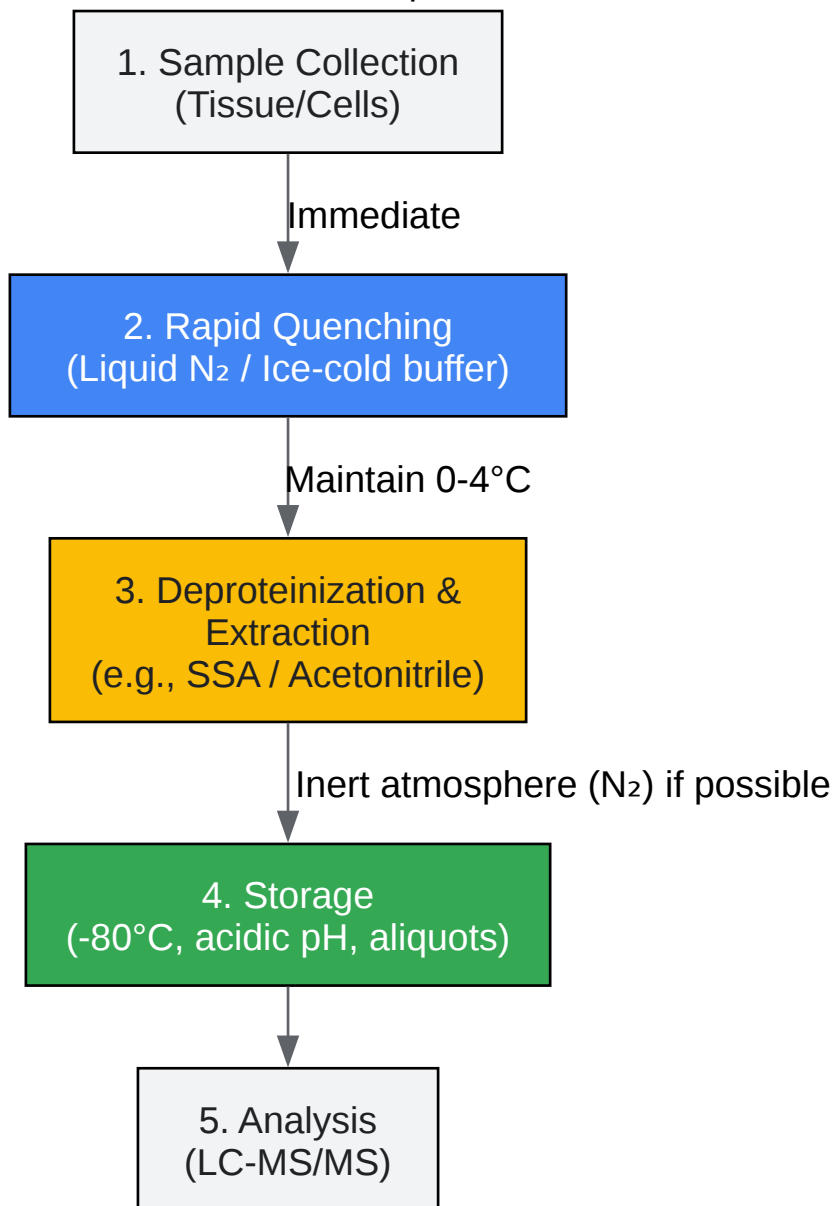 1. Sample Collection
(Tissue/Cells)
Immediate
2. Rapid Quenching
(Liquid N₂ / Ice-cold buffer)
Maintain 0-4°C
3. Deproteinization &
Extraction
(e.g., SSA / Acetonitrile)
Inert atmosphere (N₂) if possible
4. Storage
(-80°C, acidic pH, aliquots)
5. Analysis
(LC-MS/MS)